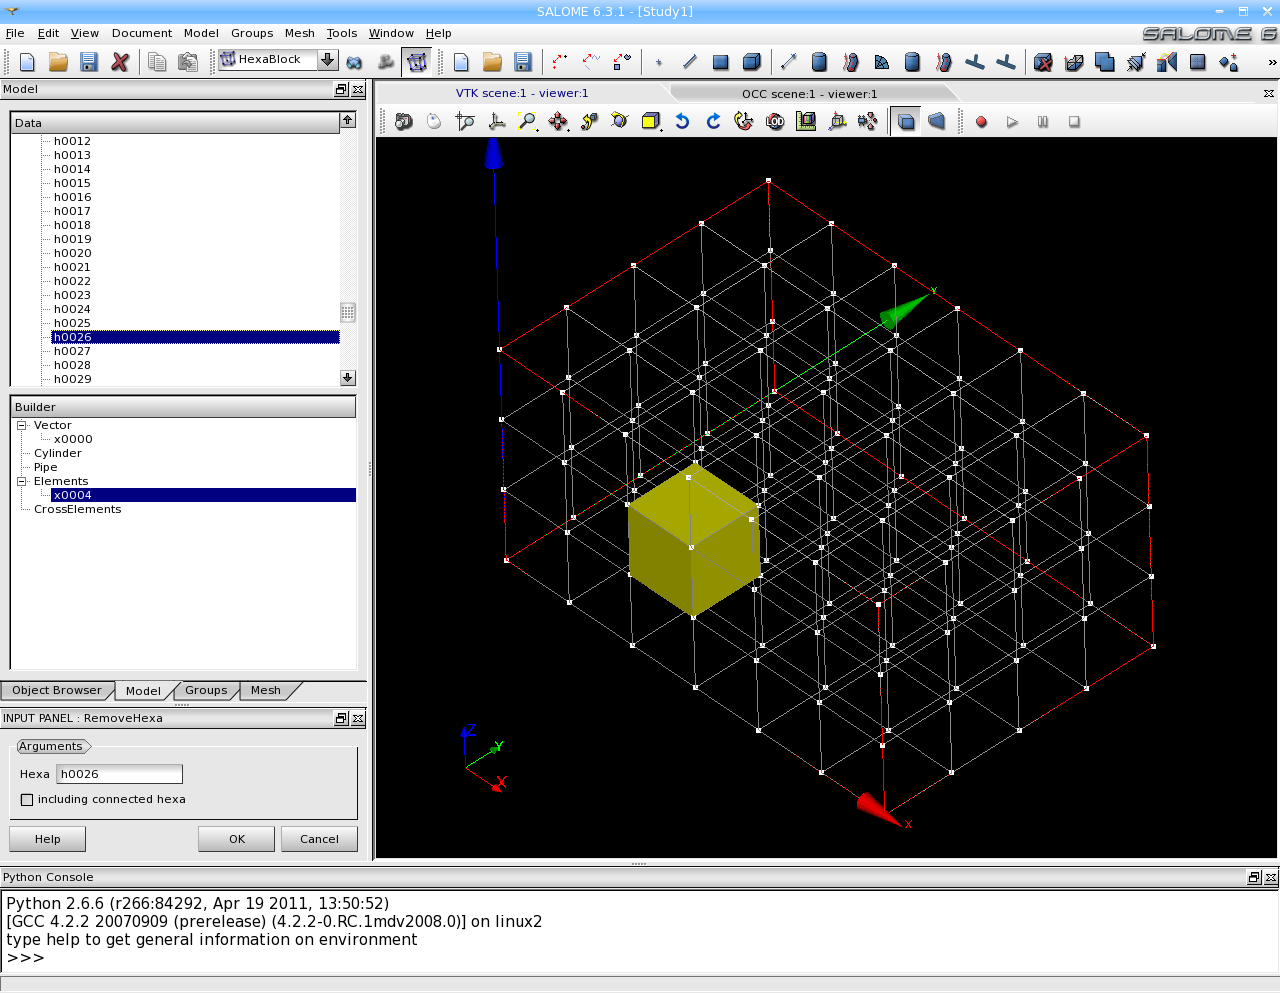 SALOME 6.3.1 - [Study1]
File Edit View Document Model Groups Mesh Tools Window Help
SALOME 6
HexaBlock
»
Model
VTK scene:1 - viewer:1
OCC scene:1 - viewer:1
Data
LOD
h0012
h0013
h0014
h0015
h0016
h0017
h0018
h0019
h0020
h0021
h0022
h0023
h0024
h0025
h0026
h0027
h0028
h0029
Y
Builder
Vector
x0000
Cylinder
Pipe
Elements
x0004
CrossElements
Object Browser Model Groups Mesh
INPUT PANEL : RemoveHexa
Arguments
Hexa h0026
including connected hexa
Help OK Cancel
Z
Y
X
X
Python Console
Python 2.6.6 (r266:84292, Apr 19 2011, 13:50:52)
[GCC 4.2.2 20070909 (prerelease) (4.2.2-0.RC.1mdv2008.0)] on linux2
type help to get general information on environment
>>>